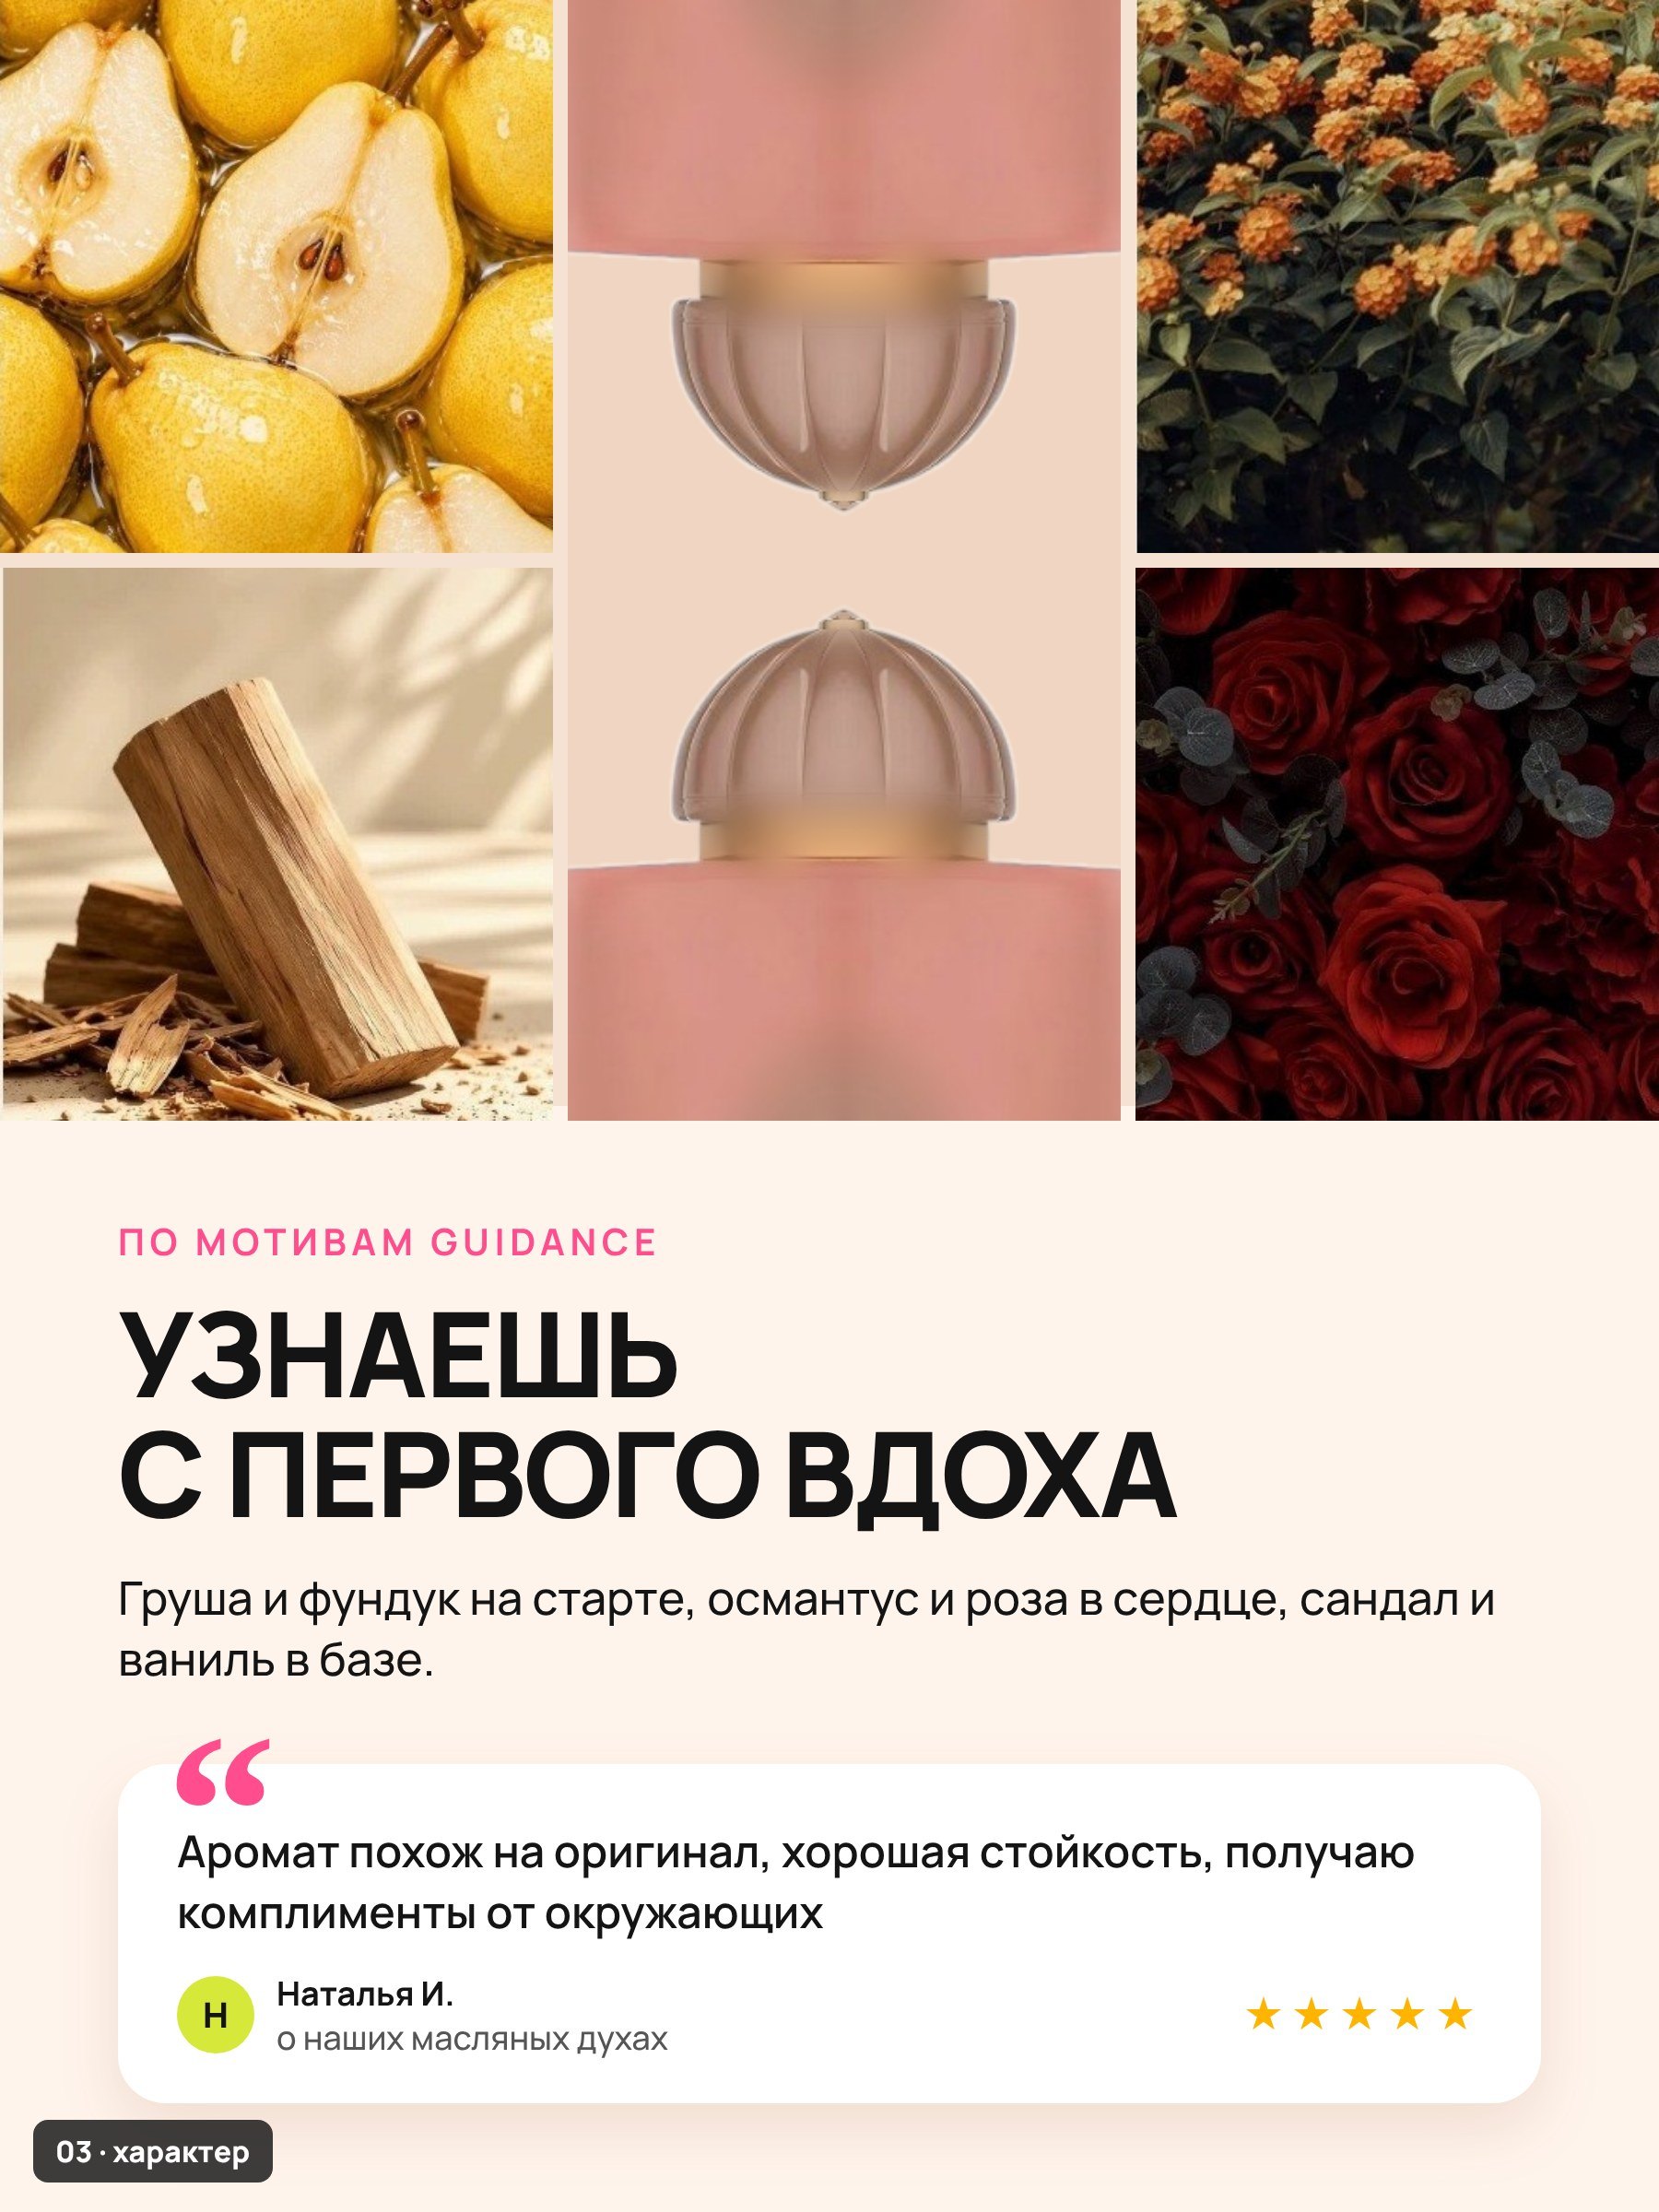 ПО МОТИВАМ GUIDANCE
УЗНАЕШЬ
С ПЕРВОГО ВДОХА
Груша и фундук на старте, османтус и роза в сердце, сандал и
ваниль в базе.
“
Аромат похож на оригинал, хорошая стойкость, получаю
комплименты от окружающих
Н
Наталья И.
о наших масляных духах
★★★★★
03 · характер